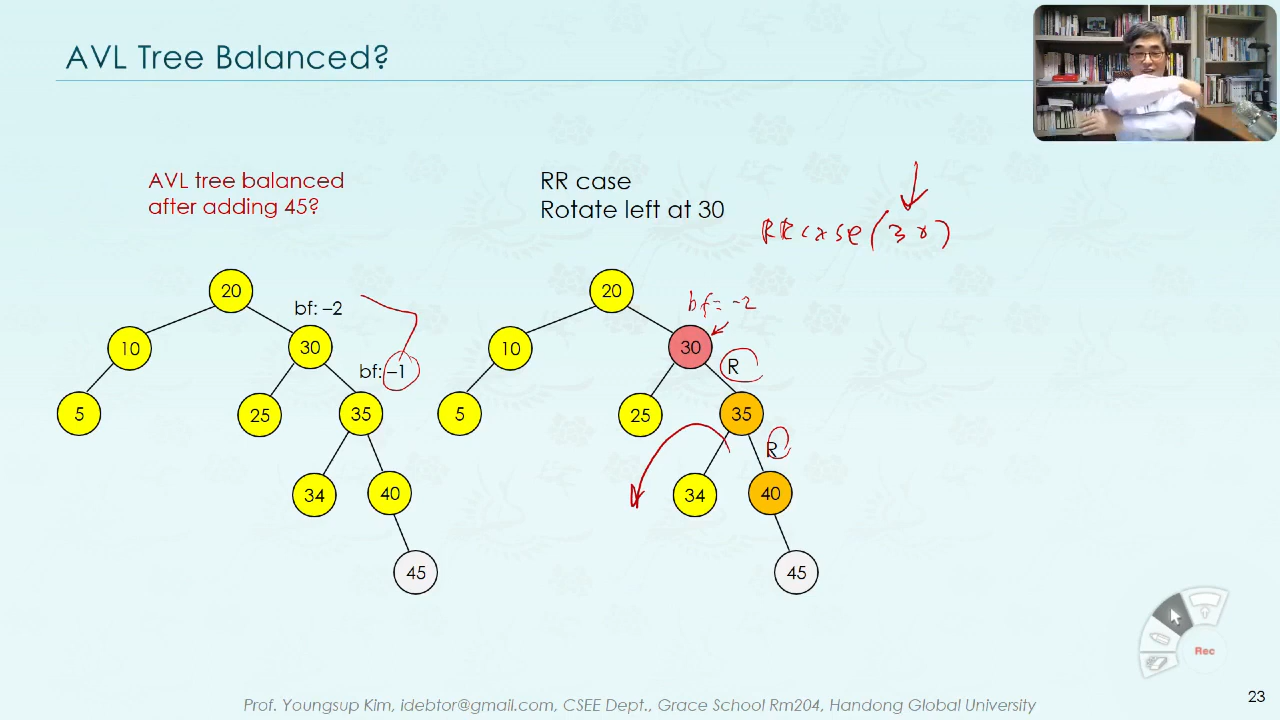 AVL Tree Balanced?
AVL tree balanced
after adding 45?
RR case
Rotate left at 30
RRcase(30)
20
bf: –2
10
30
bf: –1
5
25
35
34
40
45
20
bf= -2
10
30
R
5
25
35
R
34
40
45
Rec
Prof. Youngsup Kim, idebtor@gmail.com, CSEE Dept., Grace School Rm204, Handong Global University
23